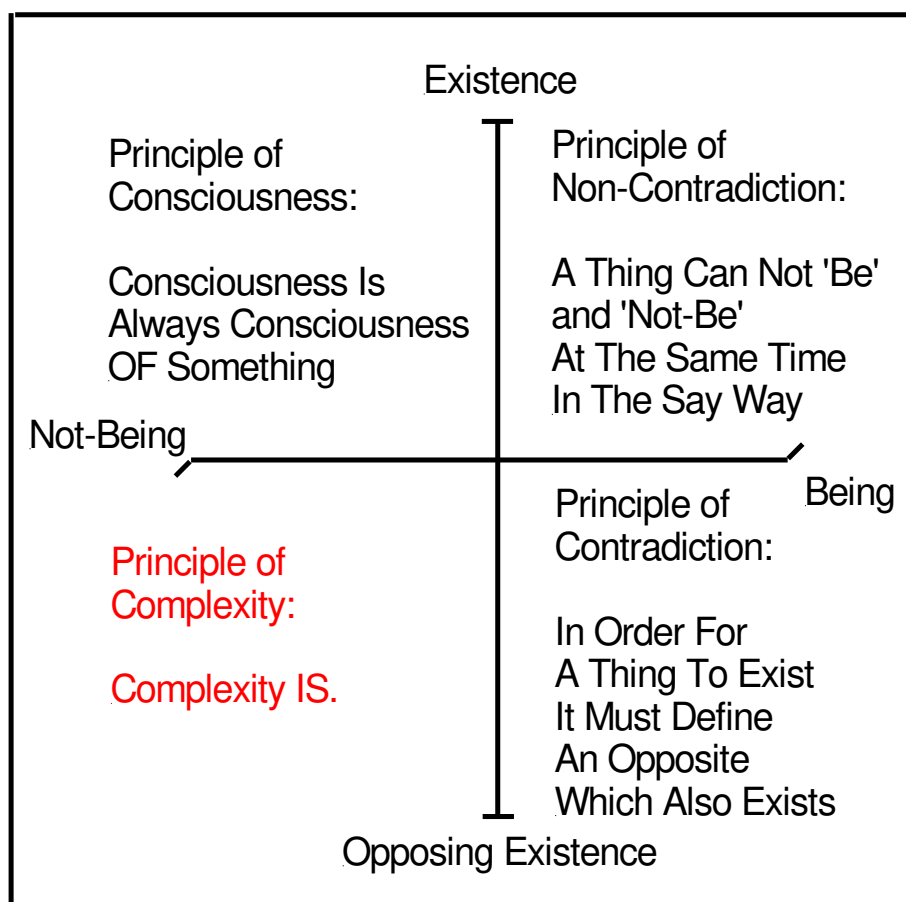 Existence
Principle of
Consciousness:
Consciousness Is
Always Consciousness
OF Something
Principle of
Non-Contradiction:
A Thing Can Not 'Be'
and 'Not-Be'
At The Same Time
In The Say Way
Not-Being
Being
Principle of
Complexity:
Complexity IS.
Principle of
Contradiction:
In Order For
A Thing To Exist
It Must Define
An Opposite
Which Also Exists
Opposing Existence